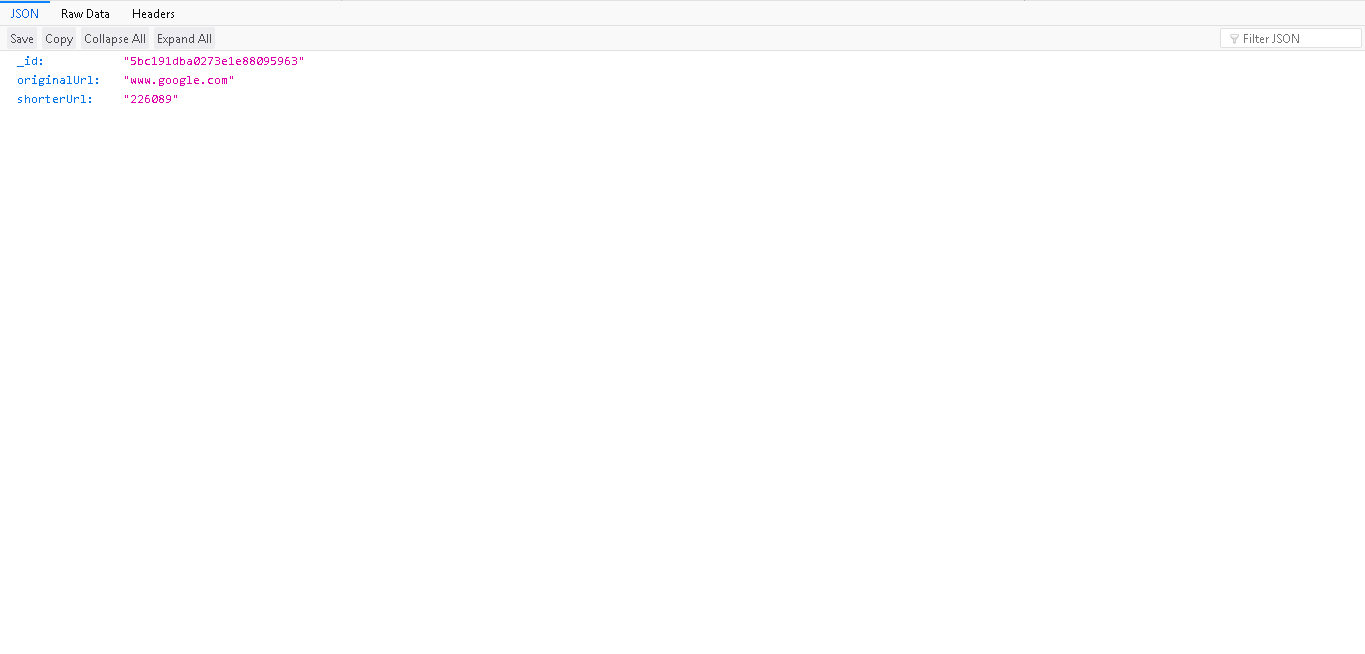 JSON Raw Data Headers
Save Copy Collapse All Expand All Filter JSON
_id: "5bc191dba0273e1e88095963"
originalUrl: "www.google.com"
shorterUrl: "226089"